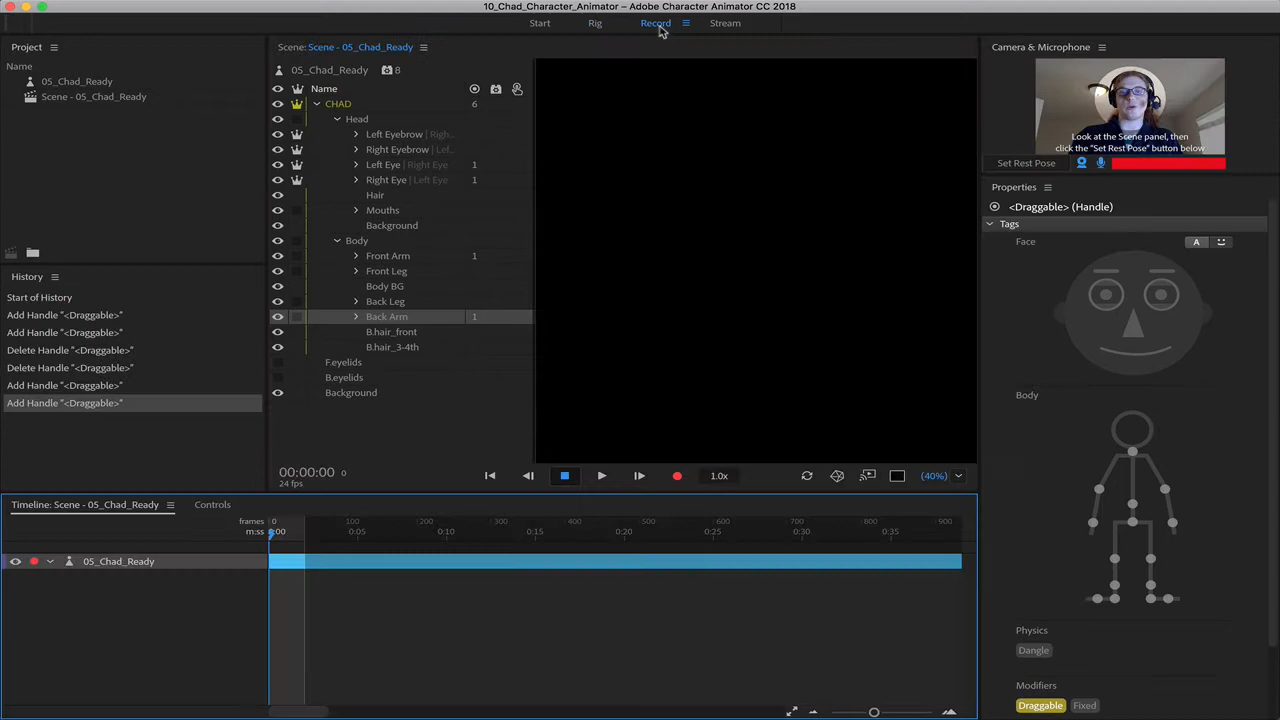 10_Chad_Character_Animator – Adobe Character Animator CC 2018
Start Rig Record Stream
Project
Name
05_Chad_Ready
Scene - 05_Chad_Ready
History
Start of History
Add Handle "<Draggable>"
Add Handle "<Draggable>"
Delete Handle "<Draggable>"
Delete Handle "<Draggable>"
Add Handle "<Draggable>"
Add Handle "<Draggable>"
Scene: Scene - 05_Chad_Ready
05_Chad_Ready 8
Name
CHAD 6
Head
Left Eyebrow | Righ..
Right Eyebrow | Lef..
Left Eye | Right Eye 1
Right Eye | Left Eye 1
Hair
Mouths
Background
Body
Front Arm 1
Front Leg
Body BG
Back Leg
Back Arm 1
B.hair_front
B.hair_3-4th
F.eyelids
B.eyelids
Background
00:00:00 0
24 fps
1.0x
(40%)
Timeline: Scene - 05_Chad_Ready Controls
frames 0 100 200 300 400 500 600 700 800 900
m:ss 0:00 0:05 0:10 0:15 0:20 0:25 0:30 0:35
05_Chad_Ready
Camera & Microphone
Look at the Scene panel, then
click the "Set Rest Pose" button below
Set Rest Pose
Properties
<Draggable> (Handle)
Tags
Face A
Body
Physics
Dangle
Modifiers
Draggable Fixed